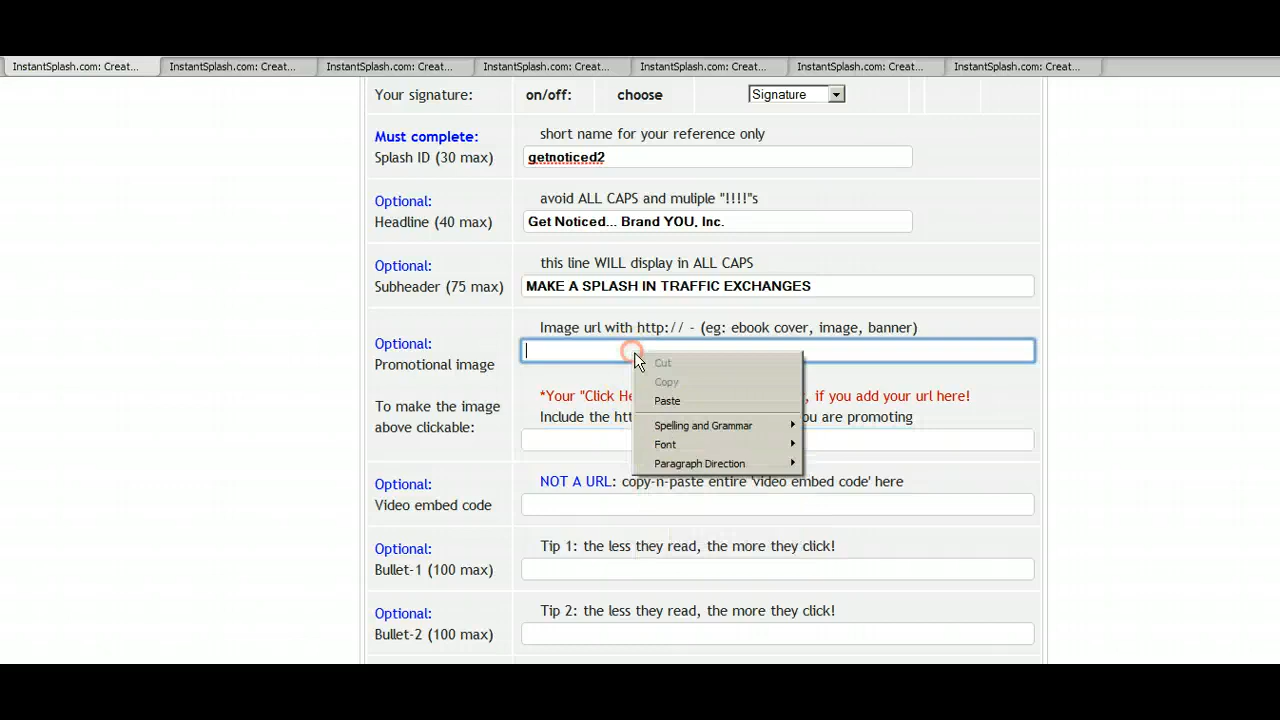 InstantSplash.com: Creat... InstantSplash.com: Creat... InstantSplash.com: Creat... InstantSplash.com: Creat... InstantSplash.com: Creat... InstantSplash.com: Creat... InstantSplash.com: Creat...
Your signature: on/off: choose Signature
Must complete: short name for your reference only
Splash ID (30 max) getnoticed2
Optional: avoid ALL CAPS and muliple "!!!!"s
Headline (40 max) Get Noticed... Brand YOU, Inc.
Optional: this line WILL display in ALL CAPS
Subheader (75 max) MAKE A SPLASH IN TRAFFIC EXCHANGES
Image url with http:// - (eg: ebook cover, image, banner)
Optional:
Promotional image
Cut
Copy
Paste
Spelling and Grammar
Font
Paragraph Direction
*Your "Click He , if you add your url here!
To make the image
above clickable:
Include the htt ou are promoting
Optional: NOT A URL: copy-n-paste entire 'video embed code' here
Video embed code
Optional: Tip 1: the less they read, the more they click!
Bullet-1 (100 max)
Optional: Tip 2: the less they read, the more they click!
Bullet-2 (100 max)